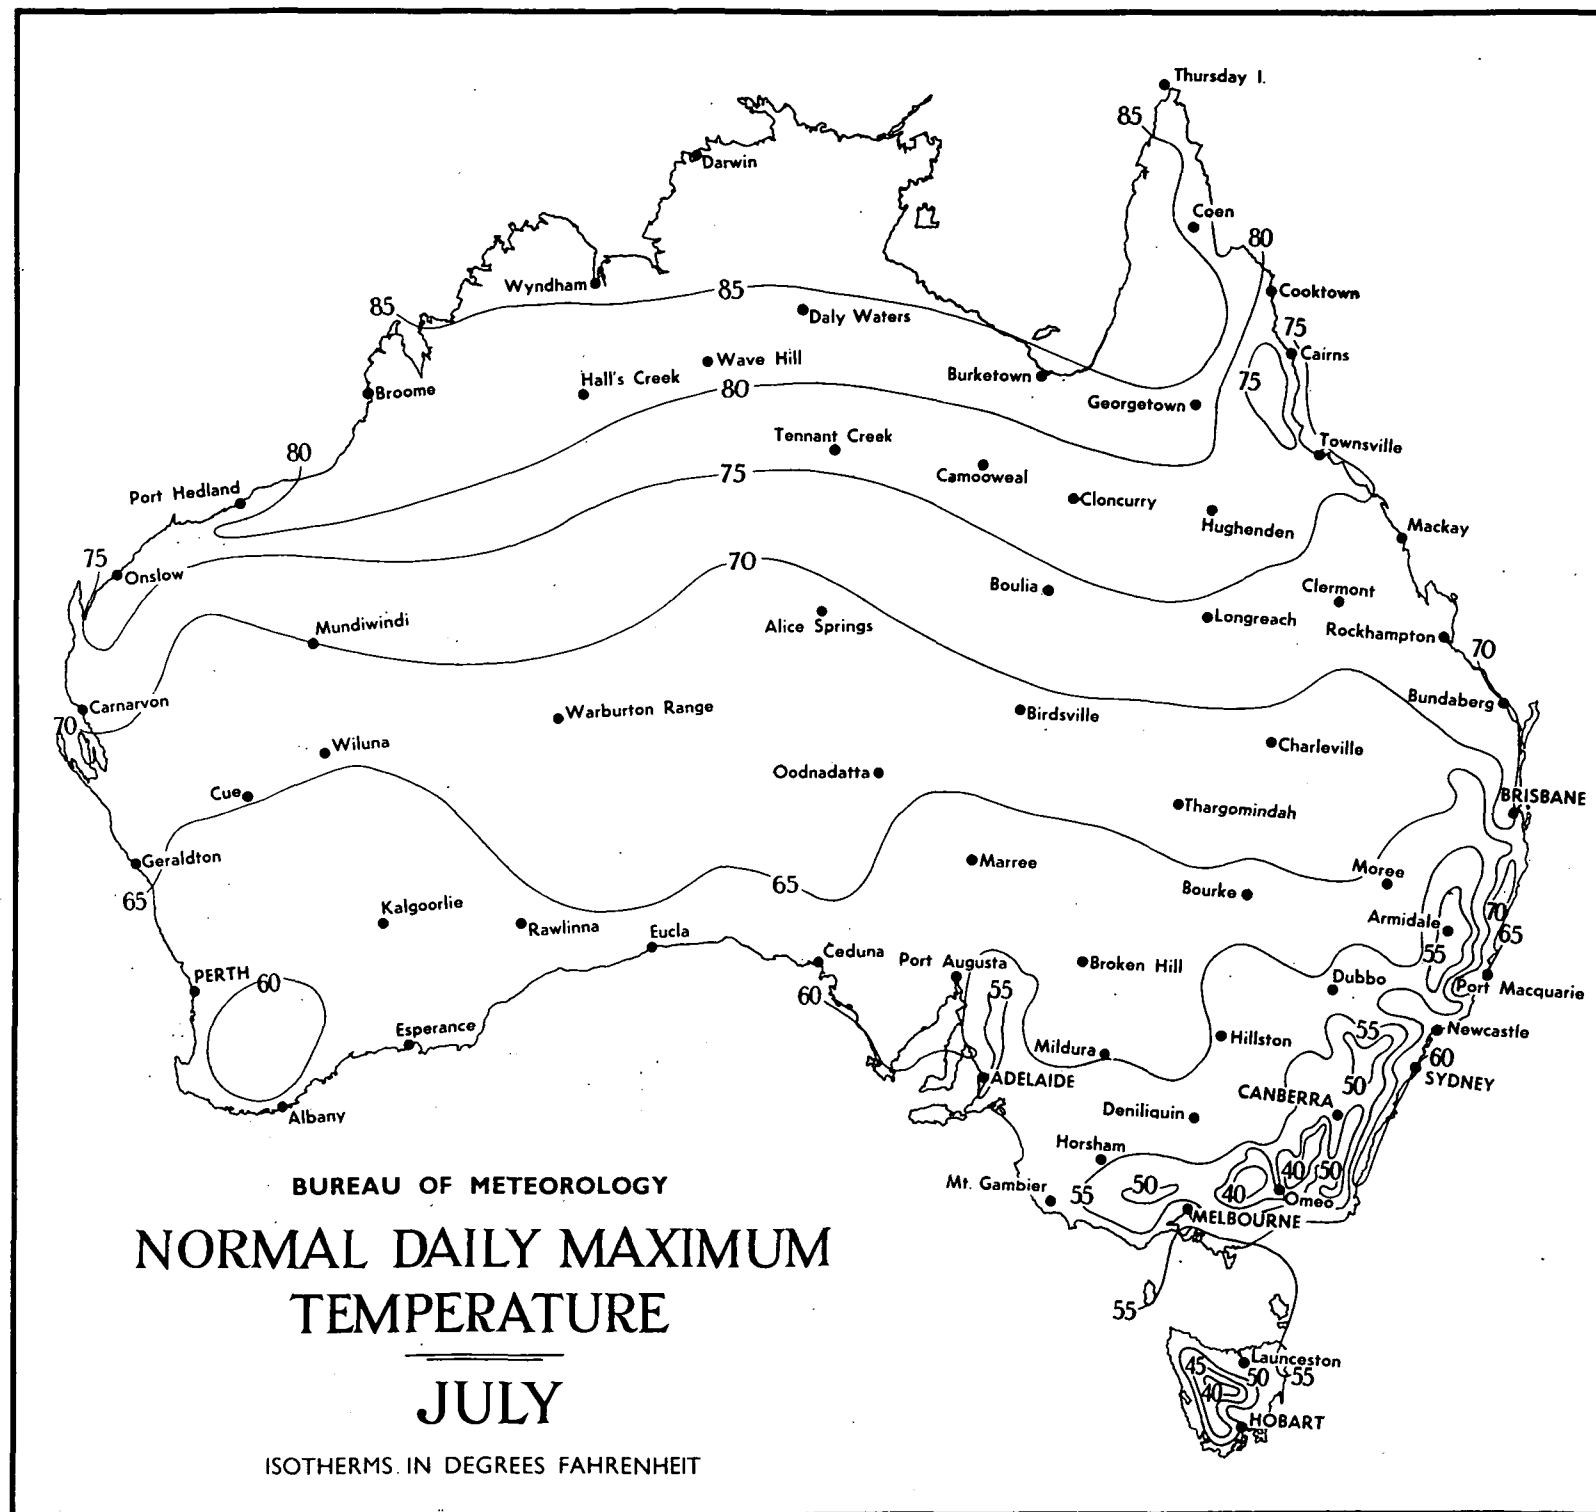 Thursday I.
85
Darwin
Coen
80
Wyndham
85
85
Cooktown
Daly Waters
75
Cairns
Wave Hill
Burketown
Hall's Creek
80
75
Broome
Georgetown
Tennant Creek
Townsville
80
75
Camooweal
Port Hedland
Cloncurry
Hughenden
Mackay
75
70
Onslow
Boulia
Clermont
Mundiwindi
Alice Springs
Longreach
Rockhampton
70
Carnarvon
Warburton Range
Birdsville
Bundaberg
70
Wiluna
Charleville
Oodnadatta
Cue
BRISBANE
Thargomindah
Geraldton
Marree
Moree
65
65
Bourke
Kalgoorlie
Rawlinna
Armidale
70
Eucla
65
Ceduna
Port Augusta
Broken Hill
55
PERTH
60
Dubbo
Port Macquarie
60
55
Esperance
Hillston
55
Newcastle
Mildura
60
ADELAIDE
50
SYDNEY
CANBERRA
Albany
Deniliquin
Horsham
40
50
BUREAU OF METEOROLOGY
Mt. Gambier
55
50
40
Omeo
MELBOURNE
NORMAL DAILY MAXIMUM
TEMPERATURE
55
Launceston
45
50
55
JULY
40
HOBART
ISOTHERMS IN DEGREES FAHRENHEIT